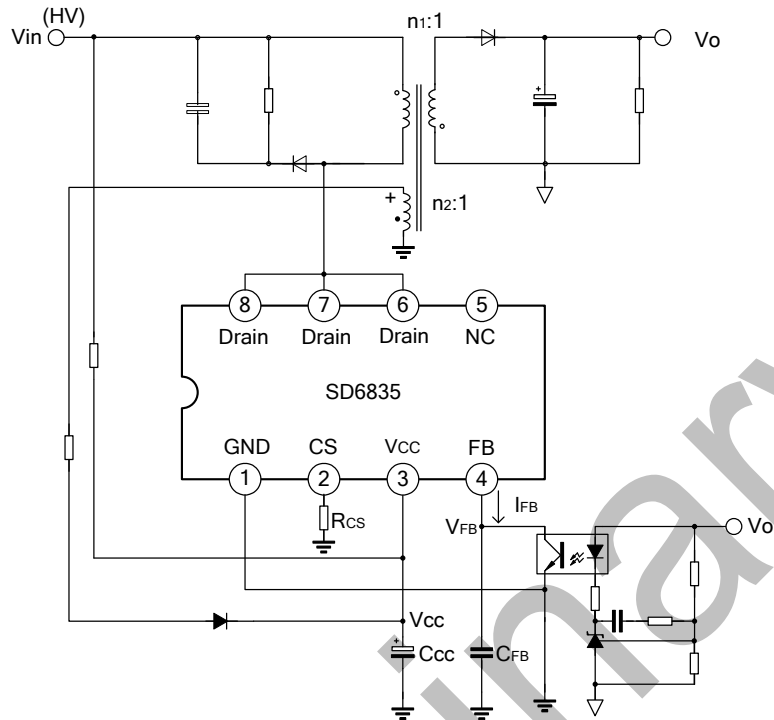 (HV)
Vin
n1:1
Vo
+
+
n2:1
8 7 6 5
Drain Drain Drain NC
SD6835
GND CS VCC FB
1 2 3 4
RCS
IFB
VFB
Vo
Vcc
+
Ccc
CFB
inary